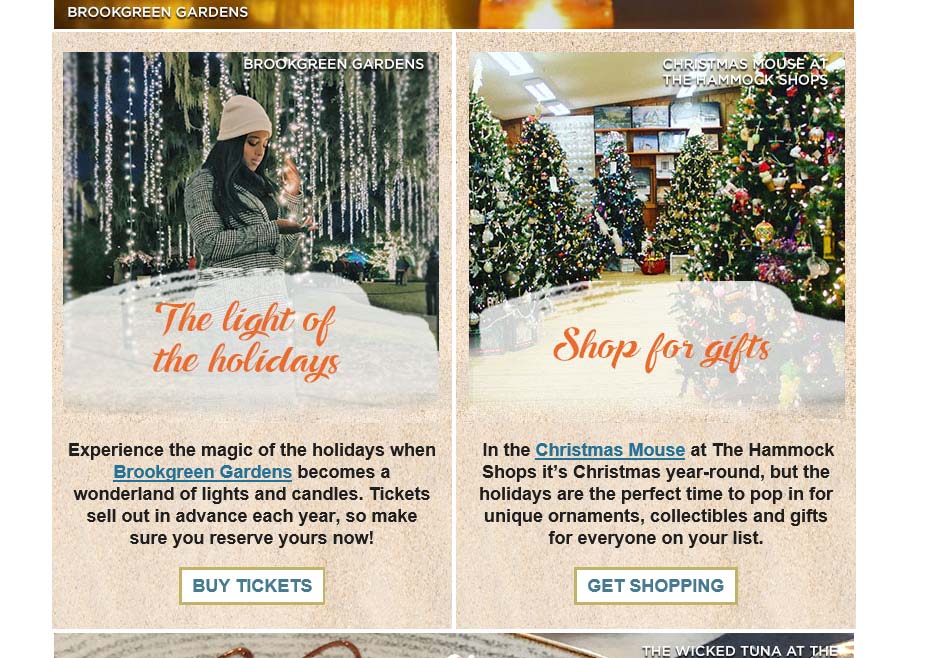 BROOKGREEN GARDENS
BROOKGREEN GARDENS
The light of
the holidays
Experience the magic of the holidays when
Brookgreen Gardens becomes a
wonderland of lights and candles. Tickets
sell out in advance each year, so make
sure you reserve yours now!
BUY TICKETS
CHRISTMAS MOUSE AT
THE HAMMOCK SHOPS
Shop for gifts
In the Christmas Mouse at The Hammock
Shops it’s Christmas year-round, but the
holidays are the perfect time to pop in for
unique ornaments, collectibles and gifts
for everyone on your list.
GET SHOPPING
THE WICKED TUNA AT THE